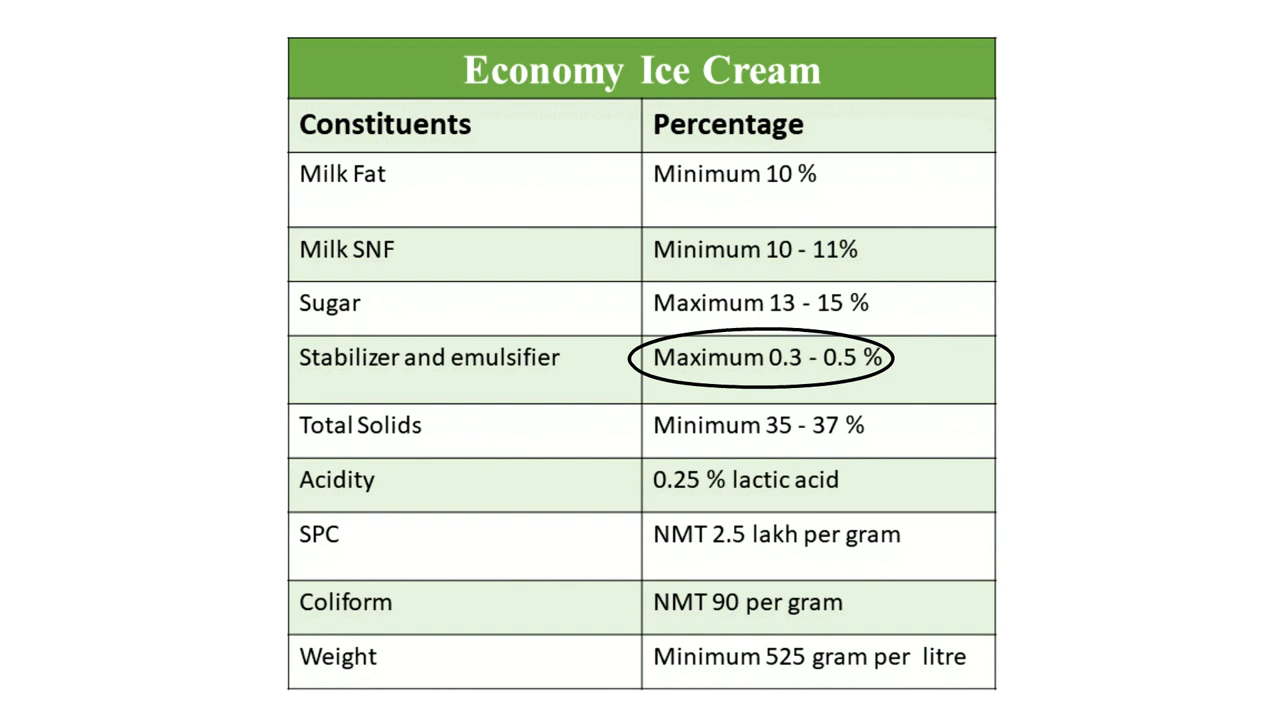 Economy Ice Cream
Constituents Percentage
Milk Fat Minimum 10 %
Milk SNF Minimum 10 - 11%
Sugar Maximum 13 - 15 %
Stabilizer and emulsifier Maximum 0.3 - 0.5 %
Total Solids Minimum 35 - 37 %
Acidity 0.25 % lactic acid
SPC NMT 2.5 lakh per gram
Coliform NMT 90 per gram
Weight Minimum 525 gram per litre